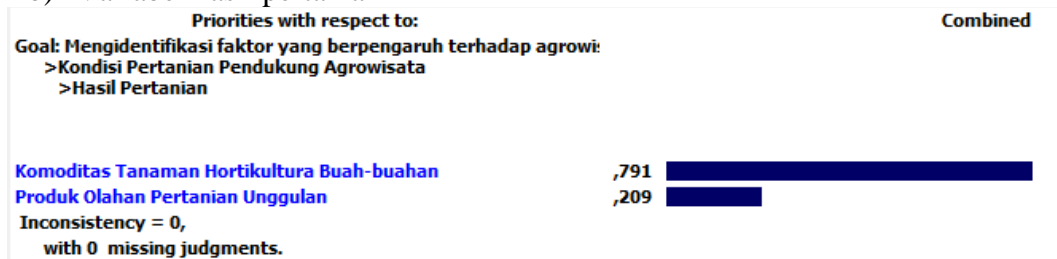 Priorities with respect to: Combined
Goal: Mengidentifikasi faktor yang berpengaruh terhadap agrowi
>Kondisi Pertanian Pendukung Agrowisata
>Hasil Pertanian
Komoditas Tanaman Hortikultura Buah-buahan ,791
Produk Olahan Pertanian Unggulan ,209
Inconsistency = 0,
with 0 missing judgments.